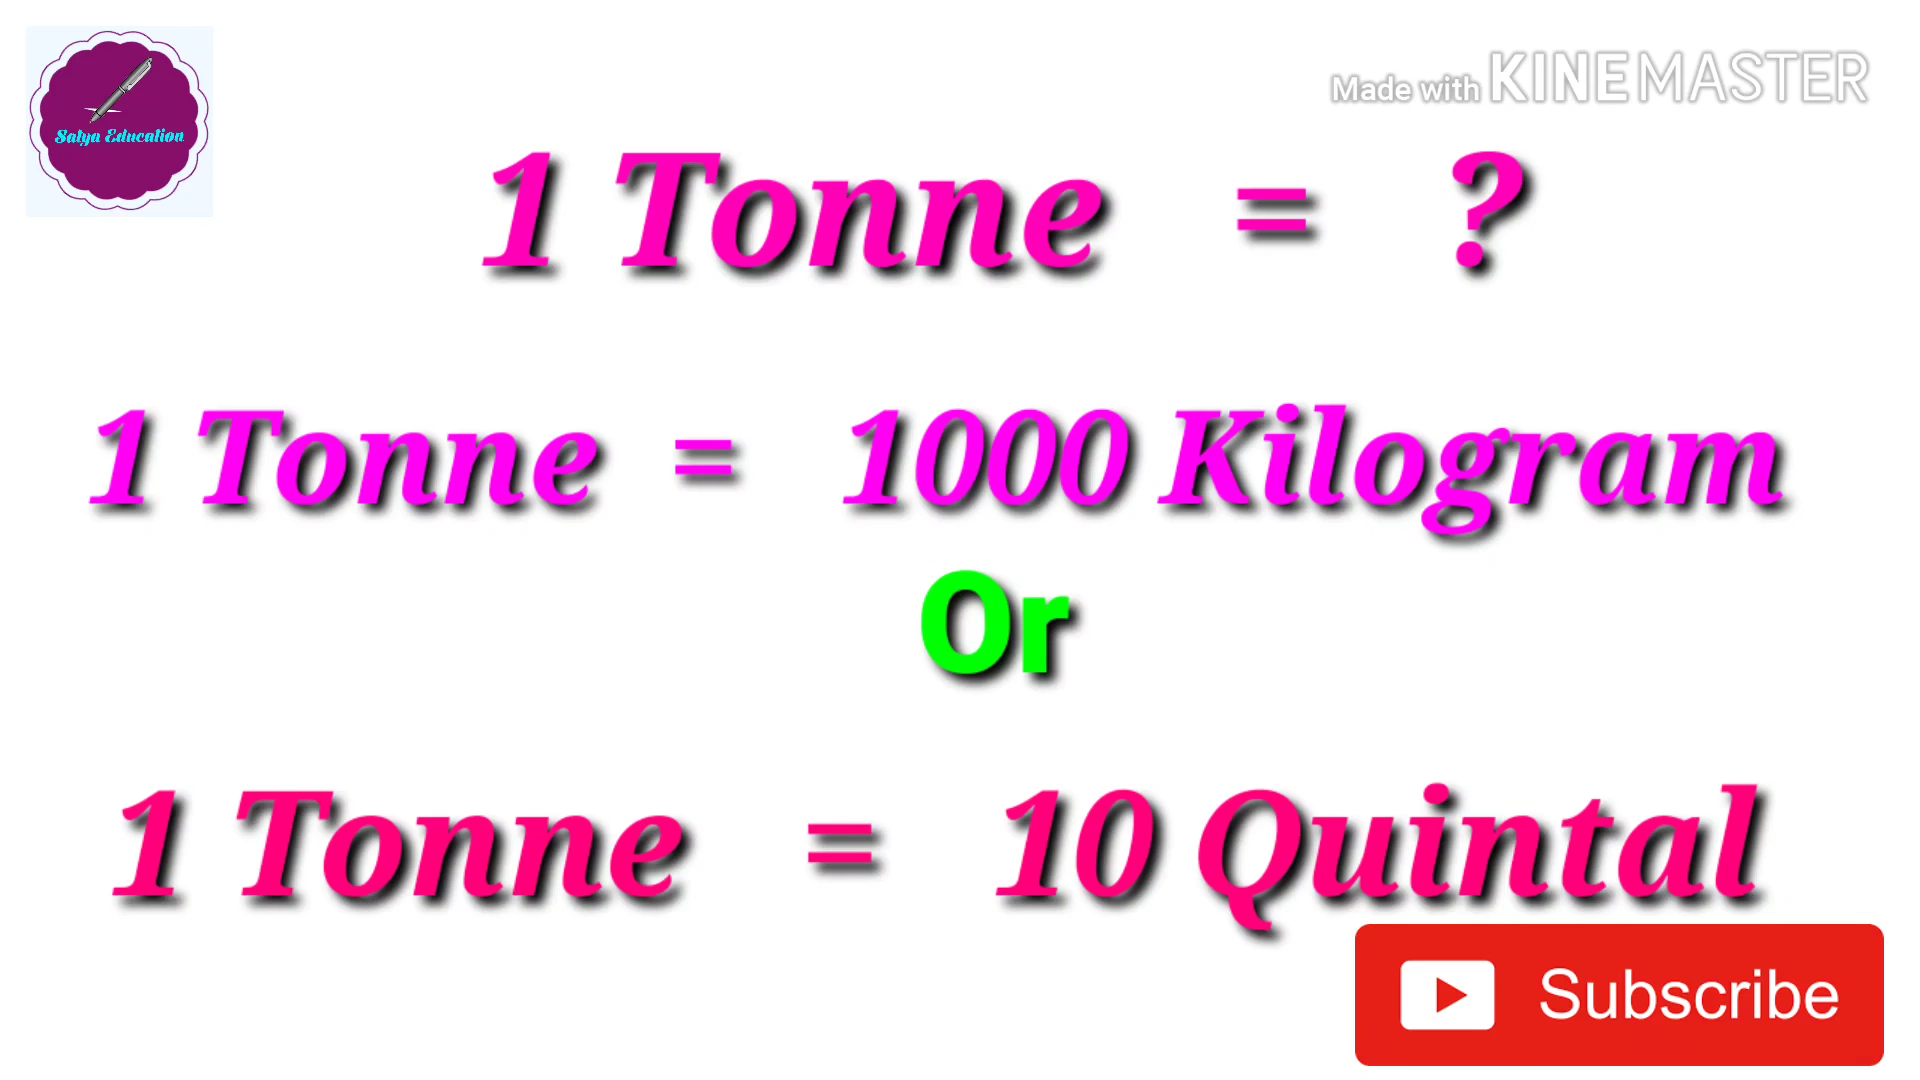 Satya Education
Made with KINEMASTER
1 Tonne = ?
1 Tonne = 1000 Kilogram
Or
1 Tonne = 10 Quintal
Subscribe